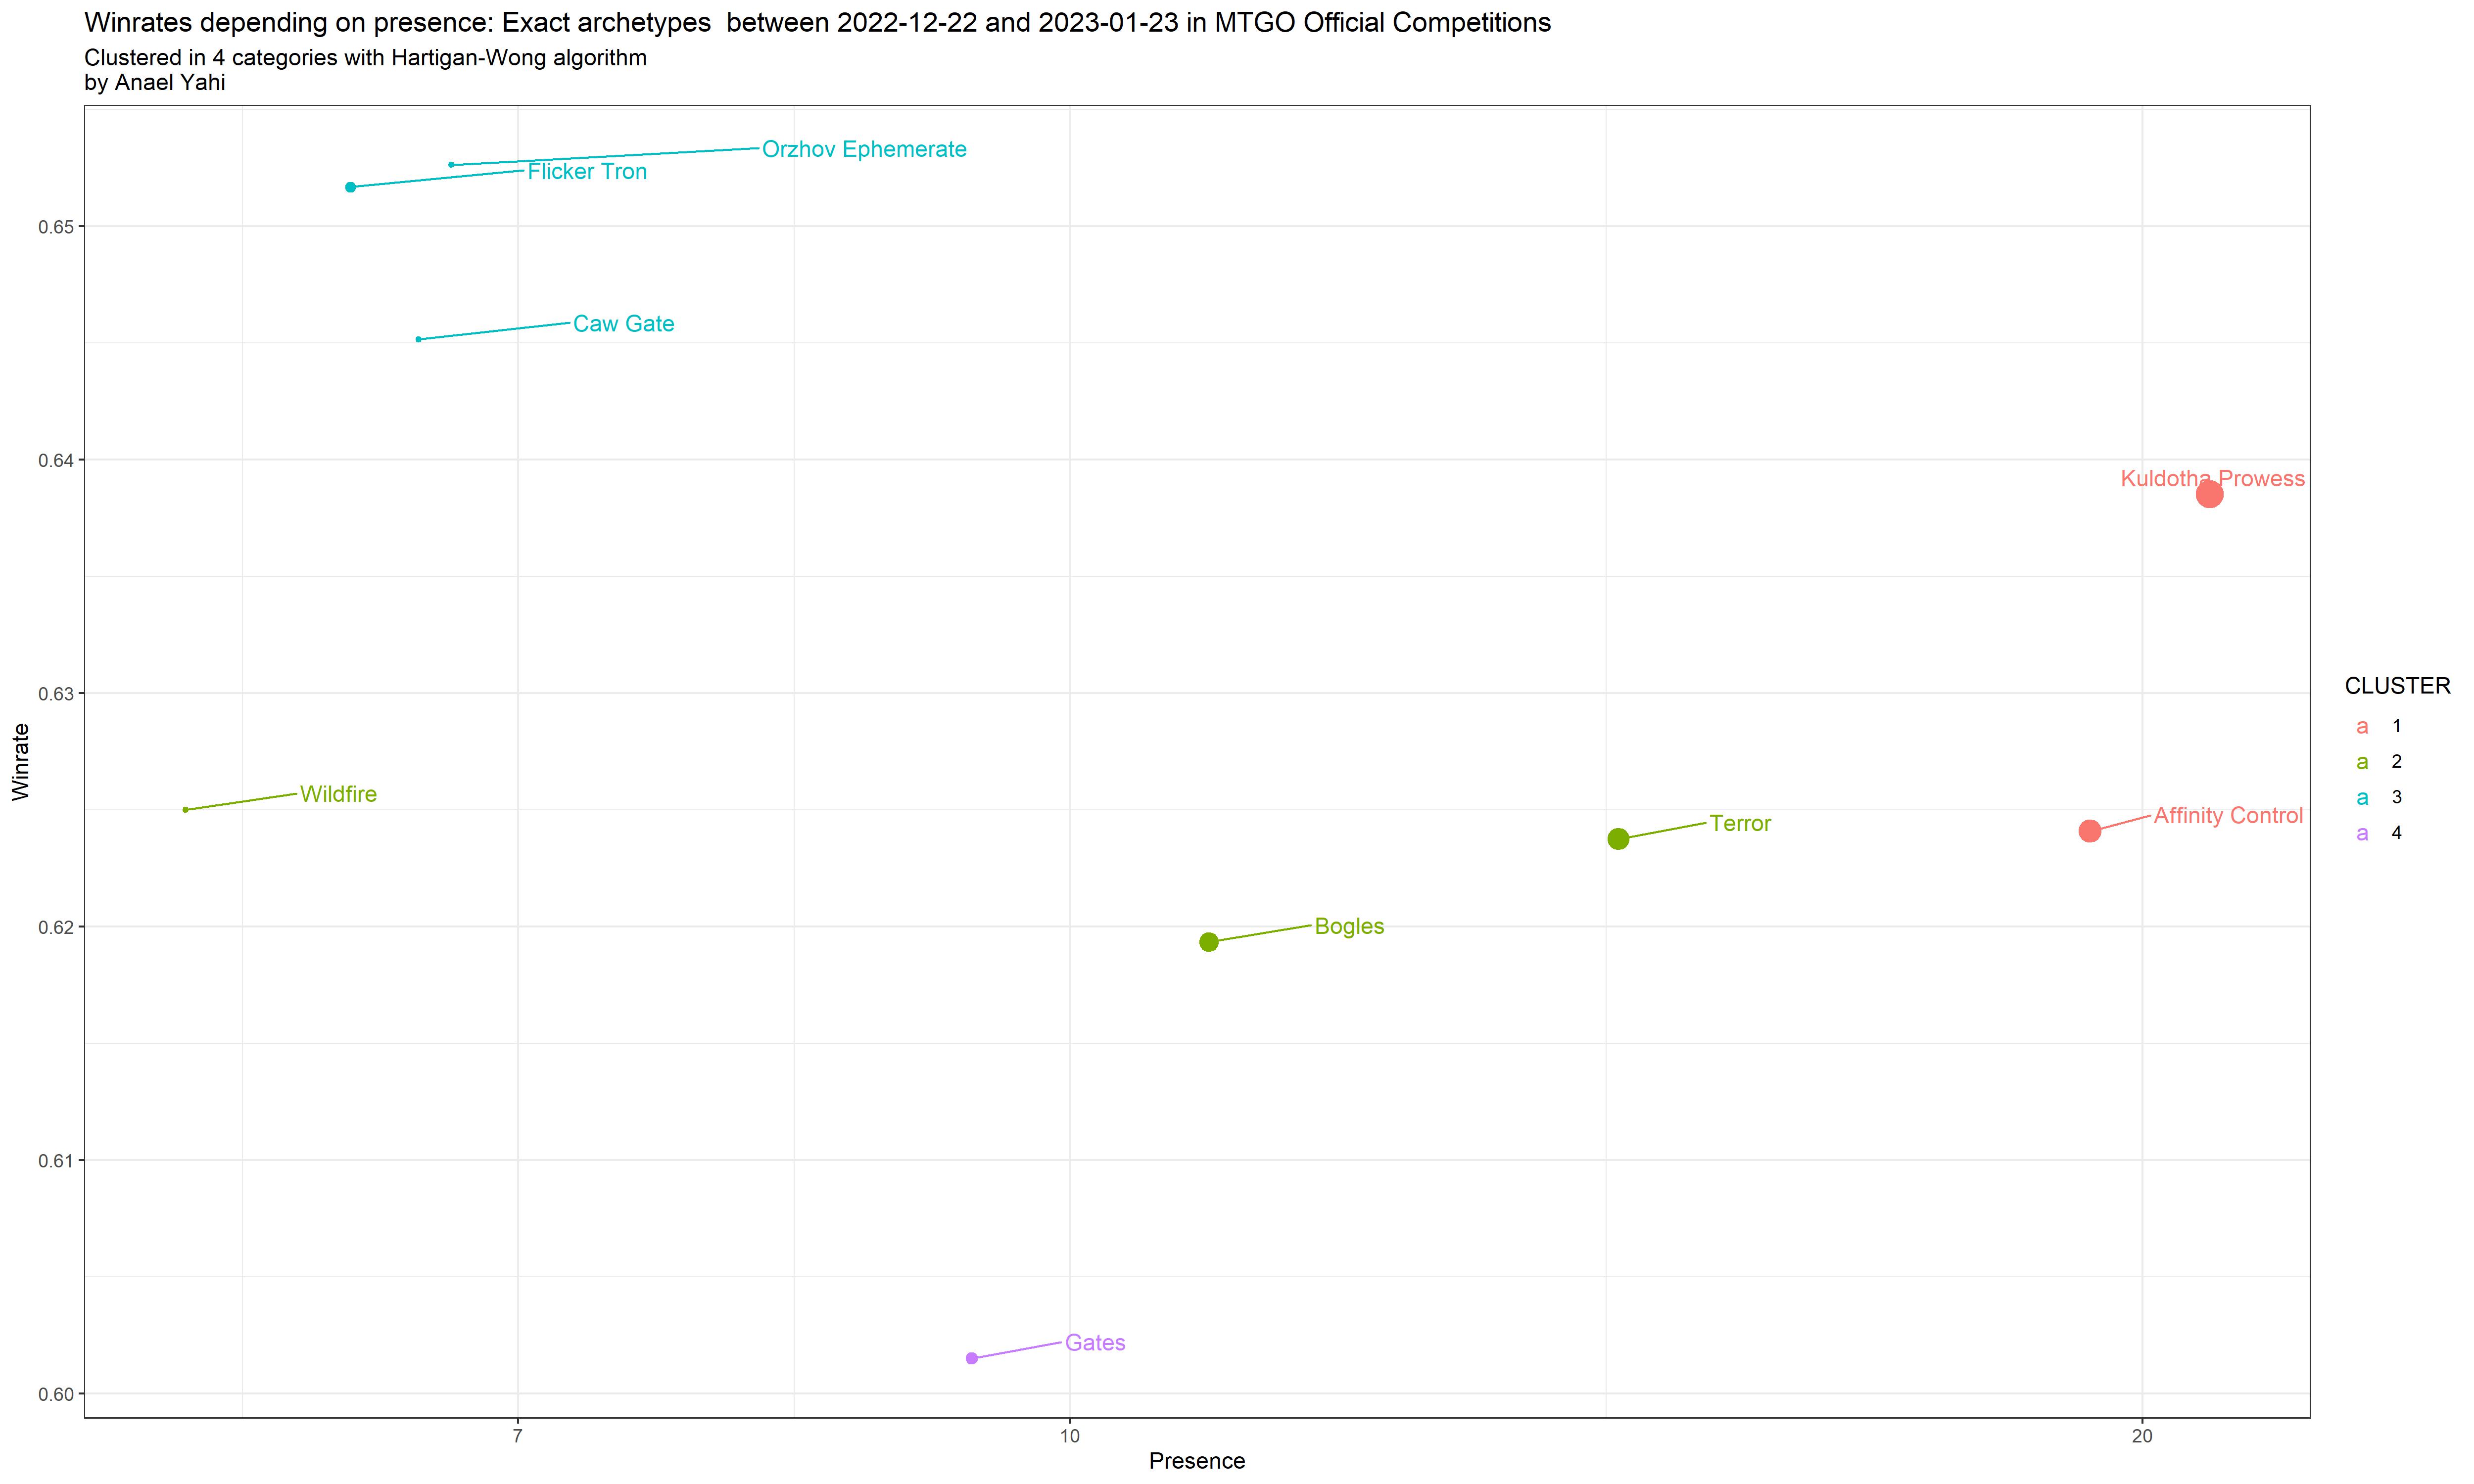 Winrates depending on presence: Exact archetypes  between 2022-12-22 and 2023-01-23 in MTGO Official Competitions
Clustered in 4 categories with Hartigan-Wong algorithm
by Anael Yahi
Orzhov Ephemerate
Flicker Tron
0.65
Caw Gate
0.64
Kuldotha Prowess
CLUSTER
0.63
a 1
a 2
a 3
a 4
Winrate
Wildfire
Affinity Control
Terror
0.62
Bogles
0.61
Gates
0.60
7
10
20
Presence